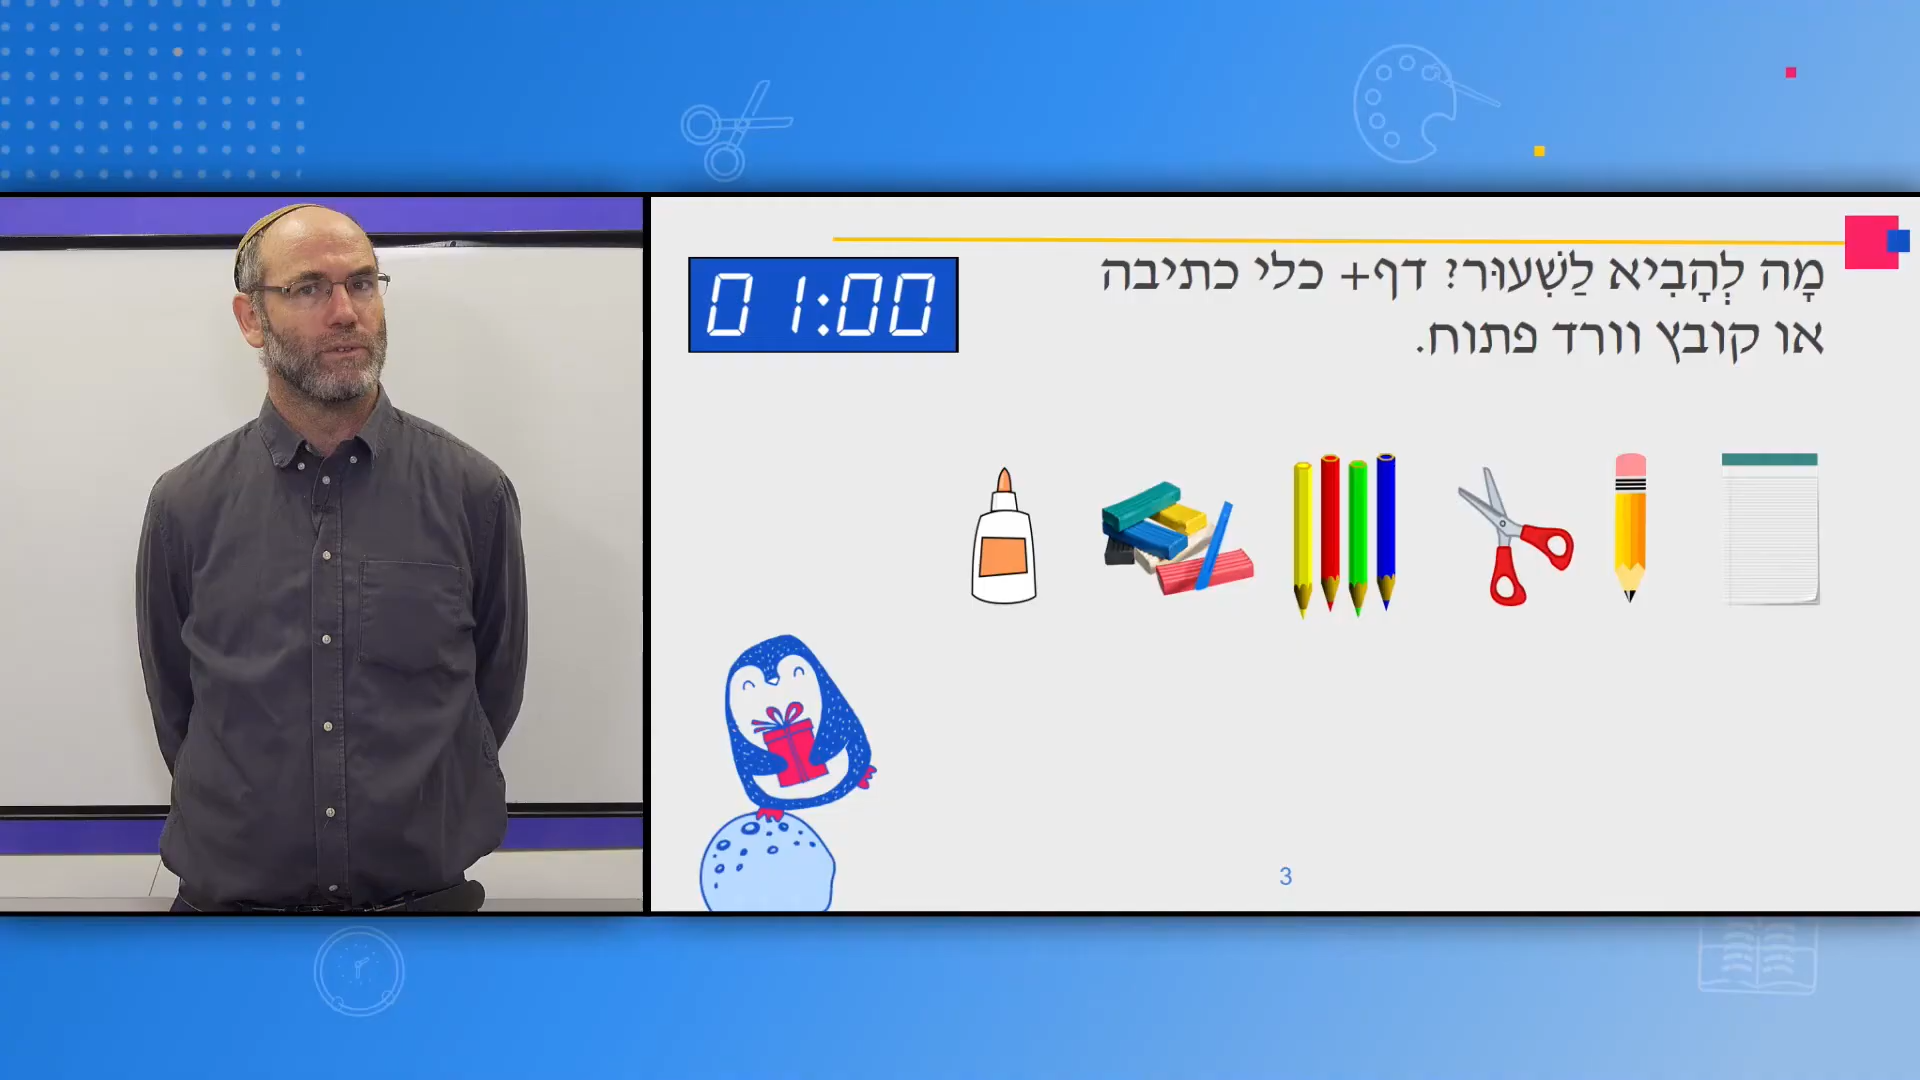 מָה לְהָבִיא לַשִׁעוּר? דף+ כלי כתיבה
או קובץ וורד פתוח.
01:00
3